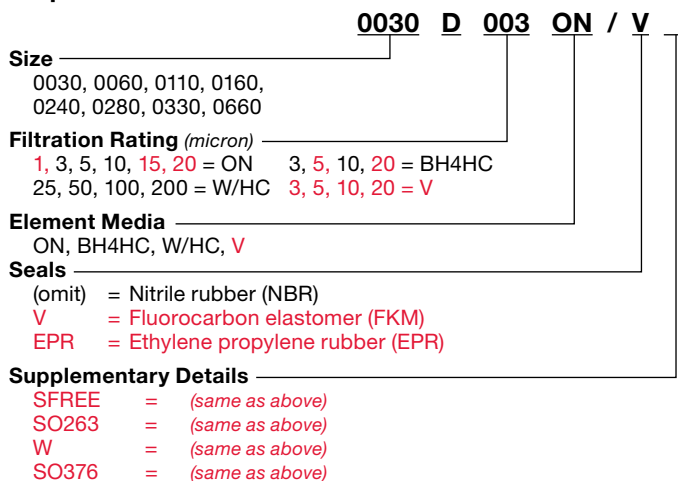 0030 D 003 ON / V _
Size
0030, 0060, 0110, 0160,
0240, 0280, 0330, 0660
Filtration Rating (micron)
1, 3, 5, 10, 15, 20 = ON 3, 5, 10, 20 = BH4HC
25, 50, 100, 200 = W/HC 3, 5, 10, 20 = V
Element Media
ON, BH4HC, W/HC, V
Seals
(omit) = Nitrile rubber (NBR)
V = Fluorocarbon elastomer (FKM)
EPR = Ethylene propylene rubber (EPR)
Supplementary Details
SFREE = (same as above)
SO263 = (same as above)
W = (same as above)
SO376 = (same as above)